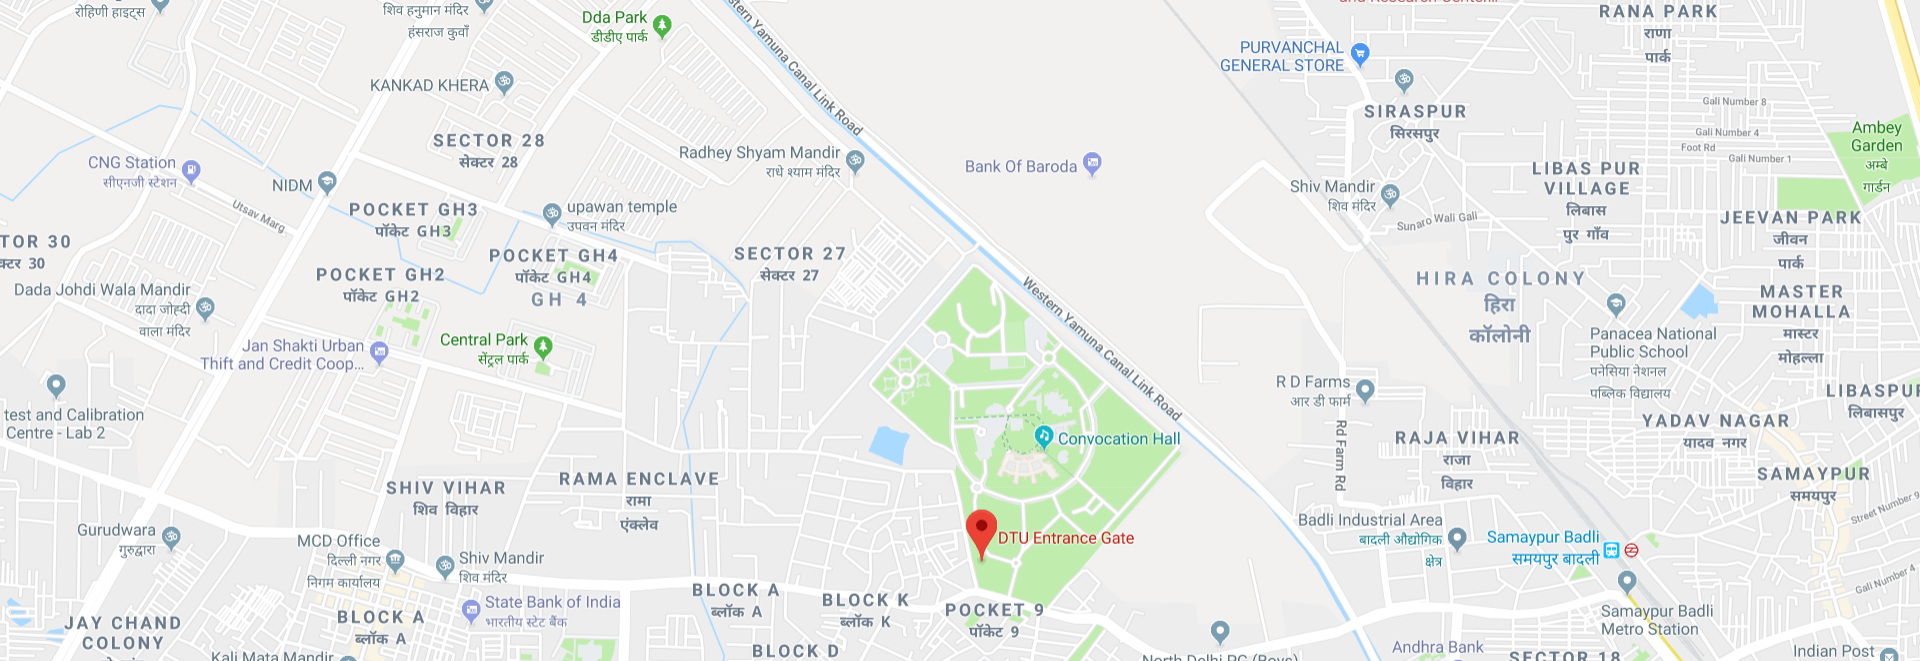 रोहिणी हाइट्स
शिव हनुमान मंदिर
हंसराज कुवाँ
Dda Park
डीडीए पार्क
KANKAD KHERA
SECTOR 28
सेक्टर 28
CNG Station
सीएनजी स्टेशन
NIDM
Utsav Marg
POCKET GH3
पॉकेट GH3
upawan temple
उपवन मंदिर
Radhey Shyam Mandir
राधे श्याम मंदिर
tern Yamuna Canal Link Road
Bank Of Baroda
PURVANCHAL
GENERAL STORE
RANA PARK
राणा
पार्क
SIRASPUR
सिरसपुर
Gali Number 8
Gali Number 4
Foot Rd
Gali Number 1
Ambey
Garden
अम्बे
गार्डन
LIBAS PUR
VILLAGE
लिबास
पुर गाँव
Shiv Mandir
शिव मंदिर
Sunaro Wali Gali
JEEVAN PARK
जीवन
पार्क
TOR 30
क्टर 30
POCKET GH4
पॉकेट GH4
GH 4
SECTOR 27
सेक्टर 27
POCKET GH2
पॉकेट GH2
Dada Johdi Wala Mandir
दादा जोह्दी
वाला मंदिर
Western Yamuna Canal Link Road
HIRA COLONY
हिरा
कॉलोनी
MASTER
MOHALLA
मास्टर
मोहल्ला
Central Park
सेंट्रल पार्क
Jan Shakti Urban
Thift and Credit Coop...
Panacea National
Public School
पनेसिया नेशनल
पब्लिक विद्यालय
R D Farms
आर डी फार्म
Rd Farm Rd
LIBASPUR
लिबासपुर
test and Calibration
Centre - Lab 2
Convocation Hall
YADAV NAGAR
यादव नगर
RAJA VIHAR
राजा
विहार
SAMAYPUR
समयपुर
SHIV VIHAR
शिव विहार
RAMA ENCLAVE
रामा
एंक्लेव
Street Number 9
Gurudwara
गुरुद्वारा
MCD Office
दिल्ली नगर
निगम कार्यालय
Shiv Mandir
शिव मंदिर
DTU Entrance Gate
Badli Industrial Area
बादली औद्योगिक
क्षेत्र
Samaypur Badli
समयपुर बादली
Gali Number 4
JAY CHAND
COLONY
BLOCK A
ब्लॉक A
State Bank of India
भारतीय स्टेट बैंक
BLOCK A
ब्लॉक A
BLOCK K
ब्लॉक K
POCKET 9
पॉकेट 9
Samaypur Badli
Metro Station
Kali Mata Mandir
BLOCK D
North Delhi PG (Boys)
Andhra Bank
SECTOR 18
Indian Post